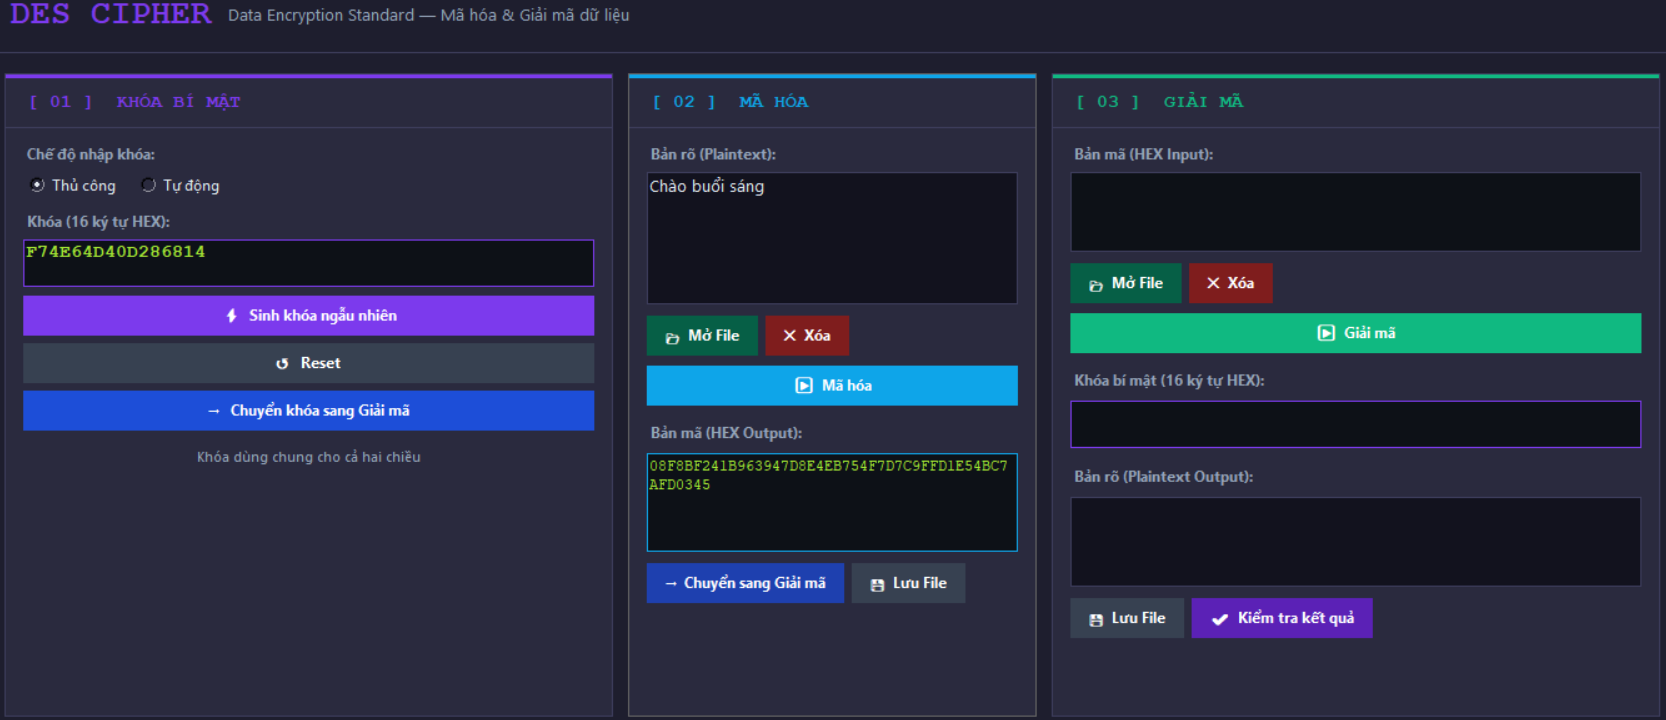 DES CIPHER Data Encryption Standard — Mã hóa & Giải mã dữ liệu
[ 01 ] KHÓA BÍ MẬT
Chế độ nhập khóa:
Thủ công Tự động
Khóa (16 ký tự HEX):
F74E64D40D286814
Sinh khóa ngẫu nhiên
Reset
→ Chuyển khóa sang Giải mã
Khóa dùng chung cho cả hai chiều
[ 02 ] MÃ HÓA
Bản rõ (Plaintext):
Chào buổi sáng
Mở File Xóa
Mã hóa
Bản mã (HEX Output):
08F8BF241B963947D8E4EB754F7D7C9FFD1E54BC7
AFD0345
→ Chuyển sang Giải mã Lưu File
[ 03 ] GIẢI MÃ
Bản mã (HEX Input):
Mở File Xóa
Giải mã
Khóa bí mật (16 ký tự HEX):
Bản rõ (Plaintext Output):
Lưu File Kiểm tra kết quả